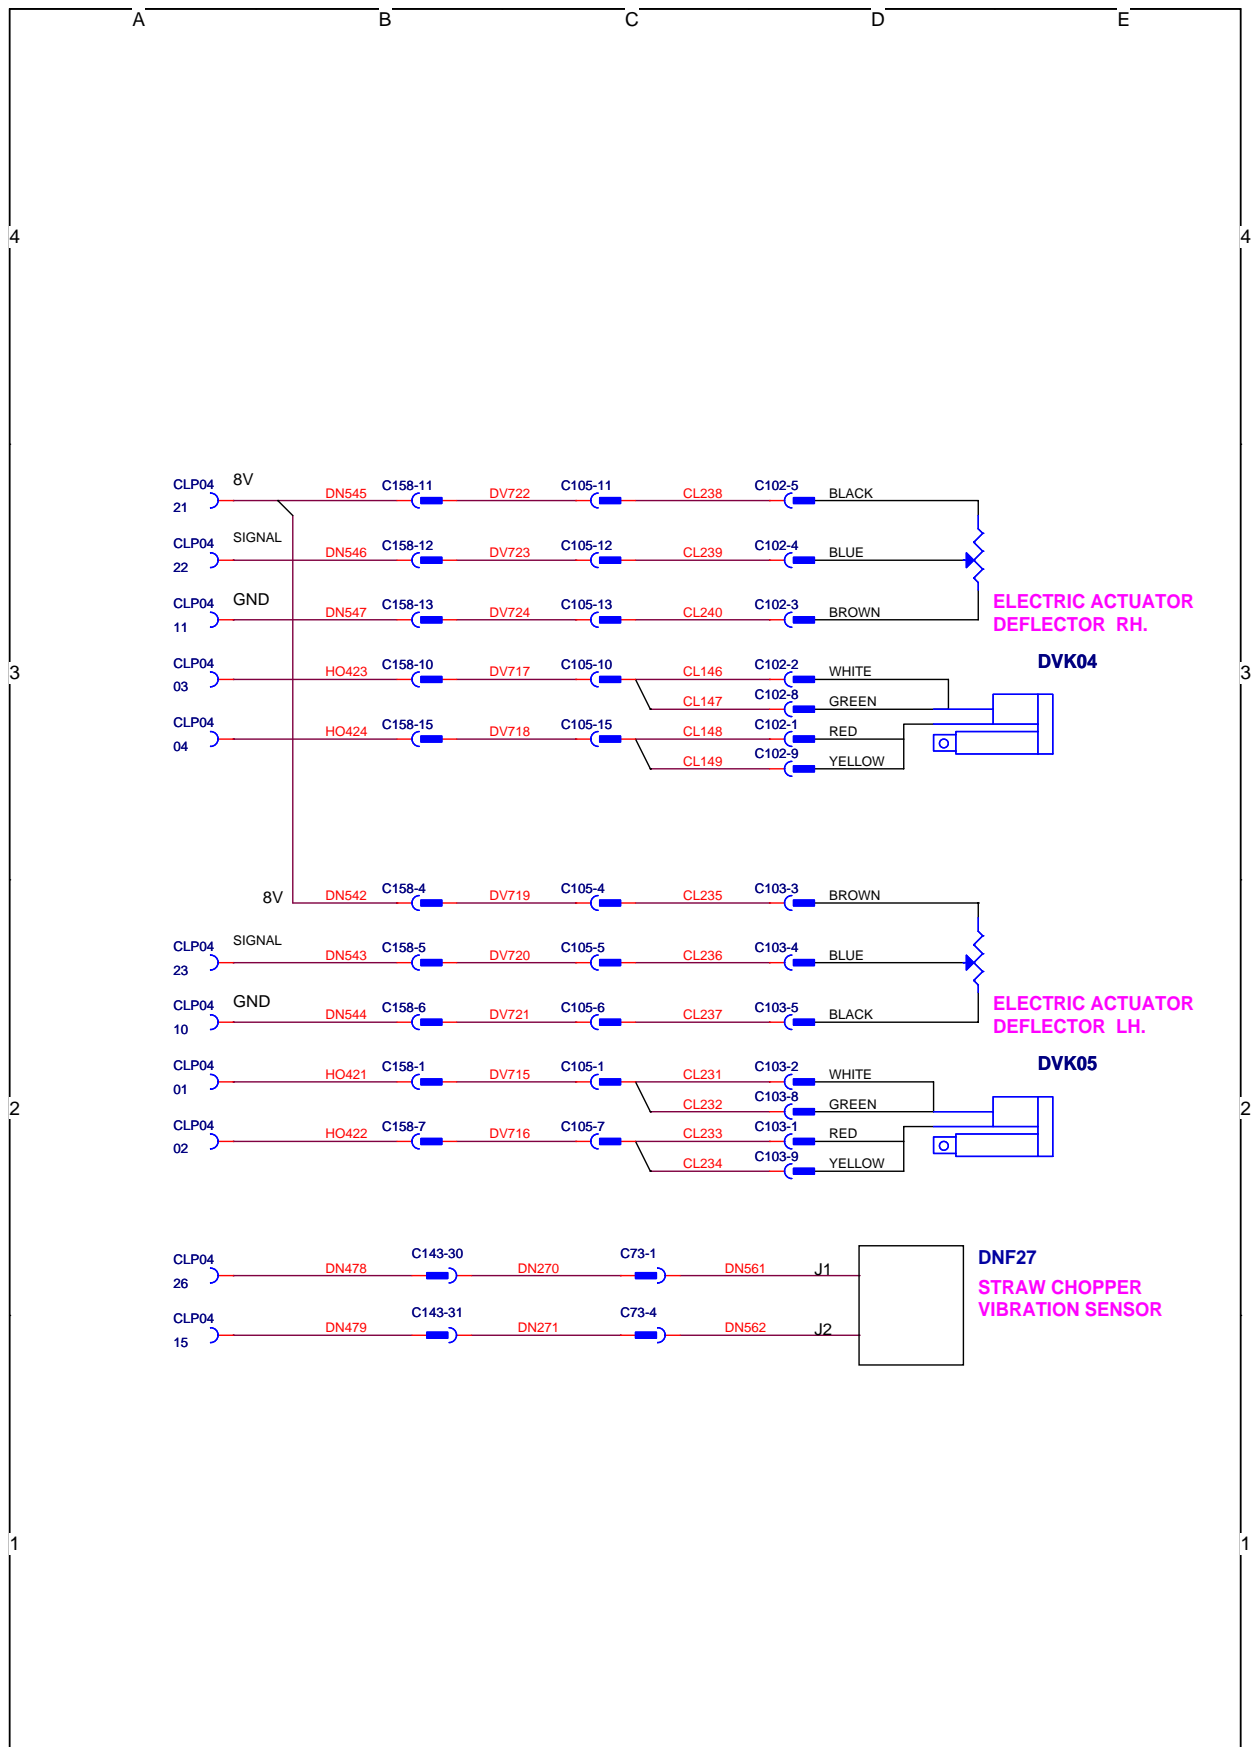 A B C D E
4 4
CLP04 8V DN545 C158-11 DV722 C105-11 CL238 C102-5 BLACK
21
CLP04 SIGNAL DN546 C158-12 DV723 C105-12 CL239 C102-4 BLUE
22
CLP04 GND DN547 C158-13 DV724 C105-13 CL240 C102-3 BROWN
11
ELECTRIC ACTUATOR
DEFLECTOR RH.
DVK04
3 3
CLP04 HO423 C158-10 DV717 C105-10 CL146 C102-2 WHITE
03
CL147 C102-8 GREEN
CLP04 HO424 C158-15 DV718 C105-15 CL148 C102-1 RED
04
CL149 C102-9 YELLOW
8V DN542 C158-4 DV719 C105-4 CL235 C103-3 BROWN
CLP04 SIGNAL DN543 C158-5 DV720 C105-5 CL236 C103-4 BLUE
23
CLP04 GND DN544 C158-6 DV721 C105-6 CL237 C103-5 BLACK
10
ELECTRIC ACTUATOR
DEFLECTOR LH.
DVK05
CLP04 HO421 C158-1 DV715 C105-1 CL231 C103-2 WHITE
01
2 2
CL232 C103-8 GREEN
CLP04 HO422 C158-7 DV716 C105-7 CL233 C103-1 RED
02
CL234 C103-9 YELLOW
CLP04 DN478 C143-30 DN270 C73-1 DN561 J1
26
DNF27
STRAW CHOPPER
VIBRATION SENSOR
CLP04 DN479 C143-31 DN271 C73-4 DN562 J2
15
1 1